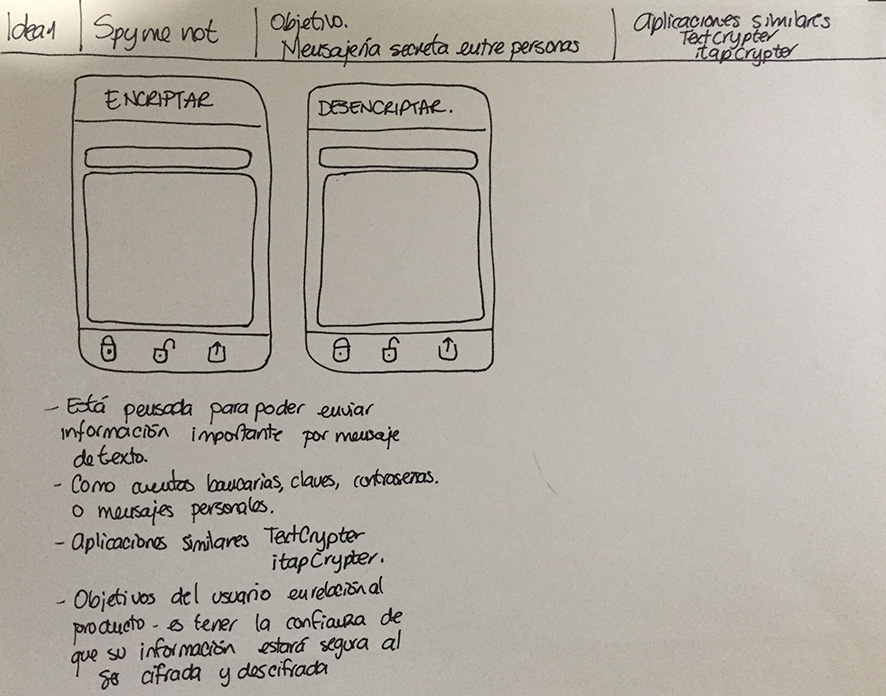 Idea 1
Spy me not
Objetivo.
Mensajería secreta entre personas
Aplicaciones similares
TextCrypter
itapCrypter
ENCRIPTAR
DESENCRIPTAR.
- Está pensada para poder enviar
información importante por mensaje
de texto.
- Como cuentas bancarias, claves, contraseñas.
o mensajes personales.
- Aplicaciones similares TextCrypter
itapCrypter.
- Objetivos del usuario en relación al
producto - es tener la confianza de
que su información estará segura al
ser cifrada y descifrada